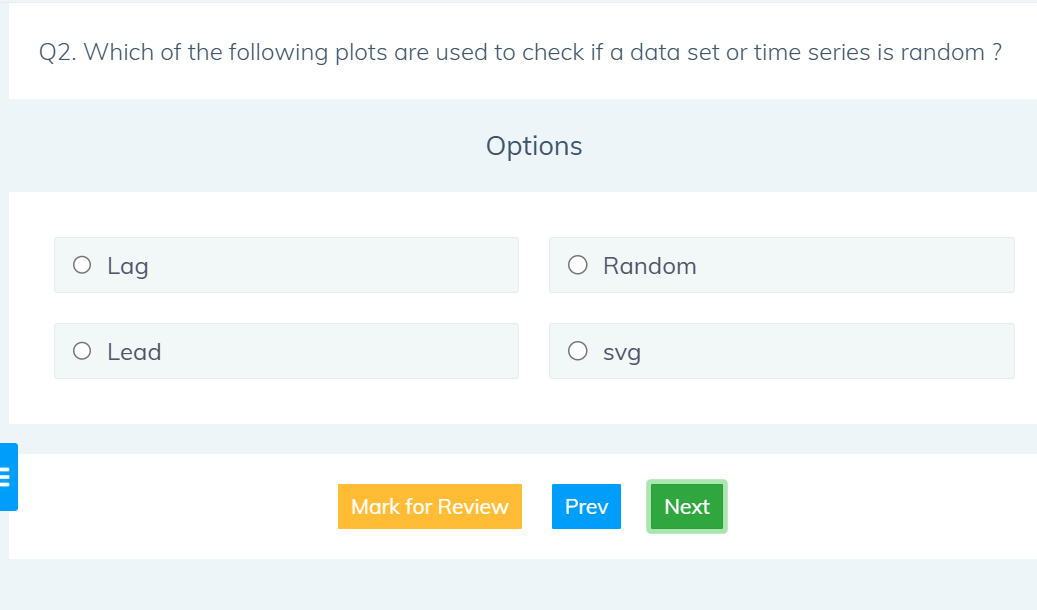 Q2. Which of the following plots are used to check if a data set or time series is random ?
Options
Lag
Random
Lead
svg
Mark for Review
Prev
Next